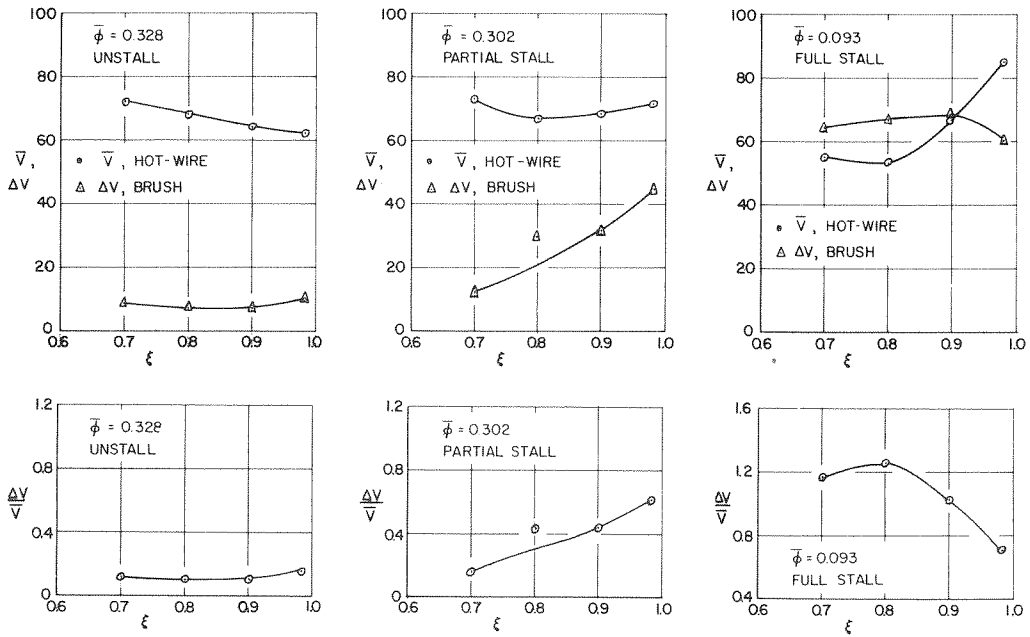 100
80
60
40
20
0
V̄,
ΔV
φ̄ = 0.328
UNSTALL
⊙ V̄, HOT-WIRE
△ ΔV, BRUSH
0.6 0.7 0.8 0.9 1.0
ξ
100
80
60
40
20
0
V̄,
ΔV
φ̄ = 0.302
PARTIAL STALL
⊙ V̄, HOT-WIRE
△ ΔV, BRUSH
0.6 0.7 0.8 0.9 1.0
ξ
100
80
60
40
20
0
V̄,
ΔV
φ̄ = 0.093
FULL STALL
⊙ V̄, HOT-WIRE
△ ΔV, BRUSH
0.6 0.7 0.8 0.9 1.0
ξ
1.2
0.8
0.4
0
ΔV
V̄
φ̄ = 0.328
UNSTALL
0.6 0.7 0.8 0.9 1.0
ξ
1.2
0.8
0.4
0
ΔV
V̄
φ̄ = 0.302
PARTIAL STALL
0.6 0.7 0.8 0.9 1.0
ξ
1.6
1.2
0.8
0.4
ΔV
V̄
φ̄ = 0.093
FULL STALL
0.6 0.7 0.8 0.9 1.0
ξ